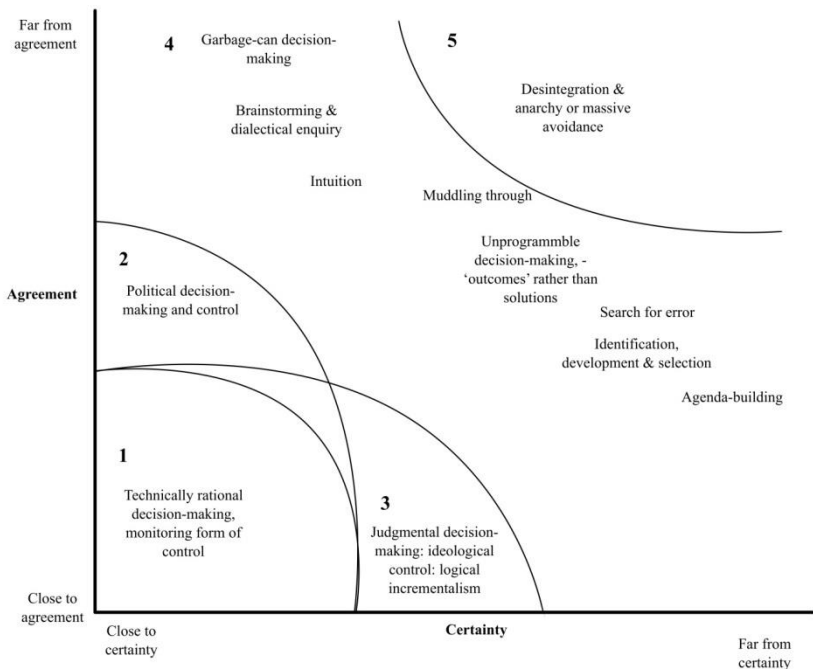 Far from
agreement
4
Garbage-can decision-
making
5
Desintegration &
anarchy or massive
avoidance
Brainstorming &
dialectical enquiry
Intuition
Muddling through
Unprogrammble
decision-making, -
‘outcomes’ rather than
solutions
2
Political decision-
making and control
Agreement
Search for error
Identification,
development & selection
Agenda-building
1
Technically rational
decision-making,
monitoring form of
control
3
Judgmental decision-
making: ideological
control: logical
incrementalism
Close to
agreement
Close to
certainty
Certainty
Far from
certainty